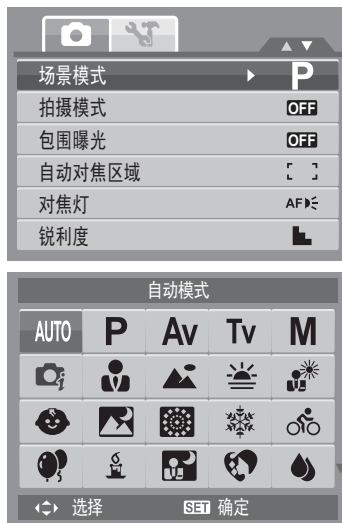 场景模式 P
拍摄模式 OFF
包围曝光 OFF
自动对焦区域
对焦灯 AF
锐利度
自动模式
AUTO P Av Tv M
选择 SET 确定